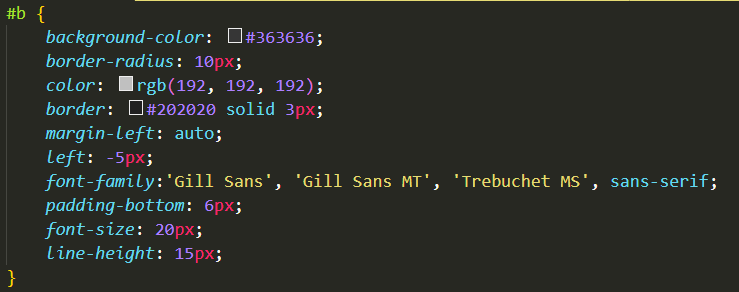 #b {
    background-color: #363636;
    border-radius: 10px;
    color: rgb(192, 192, 192);
    border: #202020 solid 3px;
    margin-left: auto;
    left: -5px;
    font-family:'Gill Sans', 'Gill Sans MT', 'Trebuchet MS', sans-serif;
    padding-bottom: 6px;
    font-size: 20px;
    line-height: 15px;
}